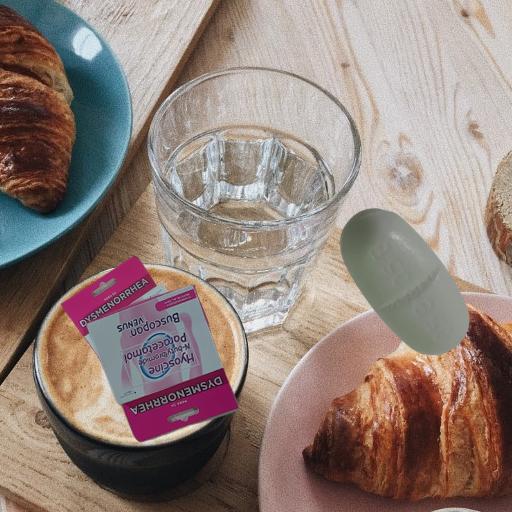 DYSMENORRHEA
Buscopan
VENUS
Hyoscine
N-butylbromide
Paracetamol
DYSMENORRHEA